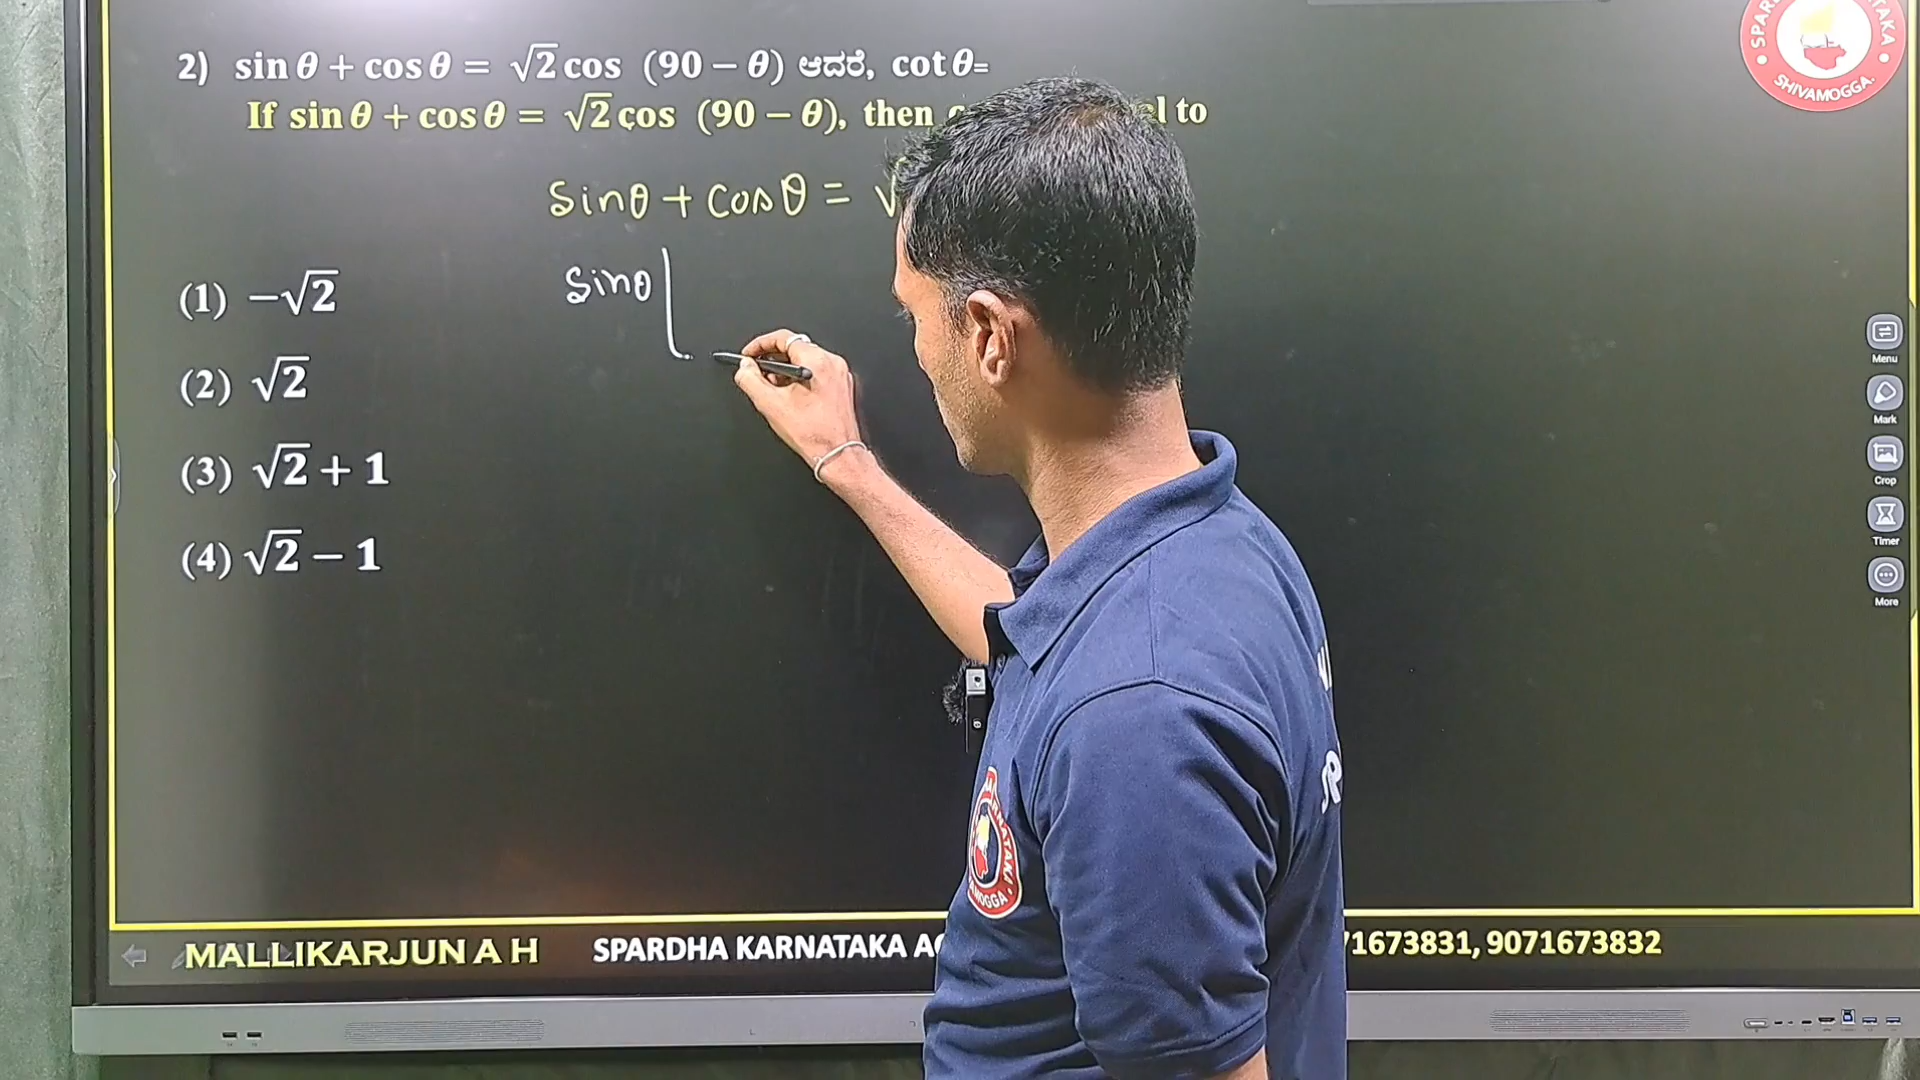 2) sin θ + cos θ = √2 cos (90 − θ) ಆದರೆ, cot θ=
If sin θ + cos θ = √2 cos (90 − θ), then to
sinθ + cosθ = √
sinθ
(1) −√2
(2) √2
(3) √2 + 1
(4) √2 − 1
SHIVAMOGGA.
Menu
Mark
Crop
Timer
More
MALLIKARJUN A H SPARDHA KARNATAKA 71673831, 9071673832